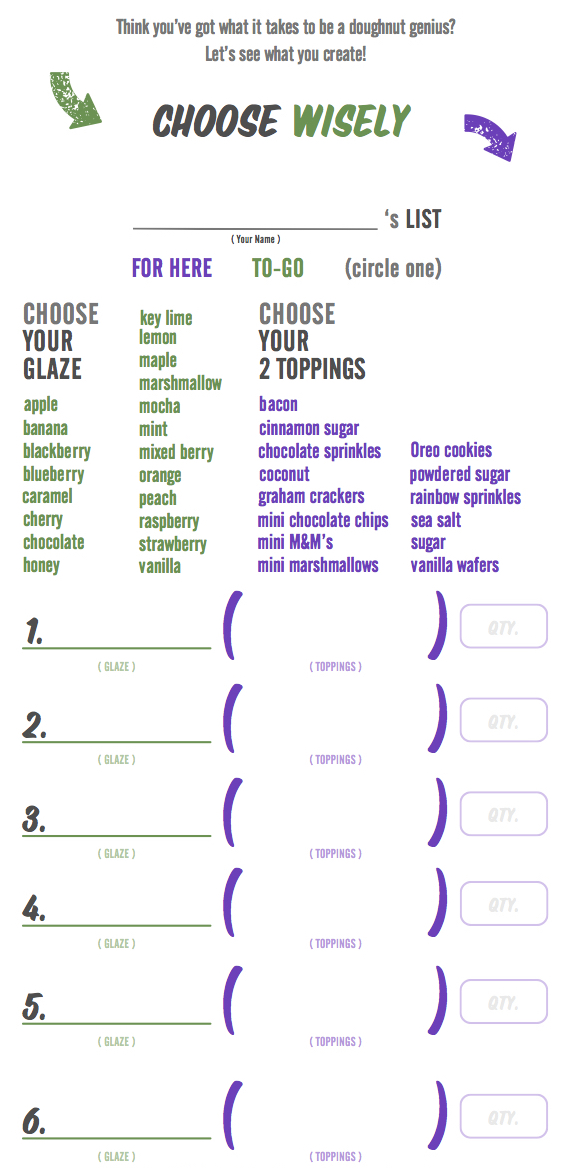 Think you've got what it takes to be a doughnut genius?
Let's see what you create!
CHOOSE WISELY
‘s LIST
( Your Name )
FOR HERE TO-GO (circle one)
CHOOSE
YOUR
GLAZE
apple
banana
blackberry
blueberry
caramel
cherry
chocolate
honey
key lime
lemon
maple
marshmallow
mocha
mint
mixed berry
orange
peach
raspberry
strawberry
vanilla
CHOOSE
YOUR
2 TOPPINGS
bacon
cinnamon sugar
chocolate sprinkles
coconut
graham crackers
mini chocolate chips
mini M&M's
mini marshmallows
Oreo cookies
powdered sugar
rainbow sprinkles
sea salt
sugar
vanilla wafers
1. ( ) QTY.
( GLAZE ) ( TOPPINGS )
2. ( ) QTY.
( GLAZE ) ( TOPPINGS )
3. ( ) QTY.
( GLAZE ) ( TOPPINGS )
4. ( ) QTY.
( GLAZE ) ( TOPPINGS )
5. ( ) QTY.
( GLAZE ) ( TOPPINGS )
6. ( ) QTY.
( GLAZE ) ( TOPPINGS )